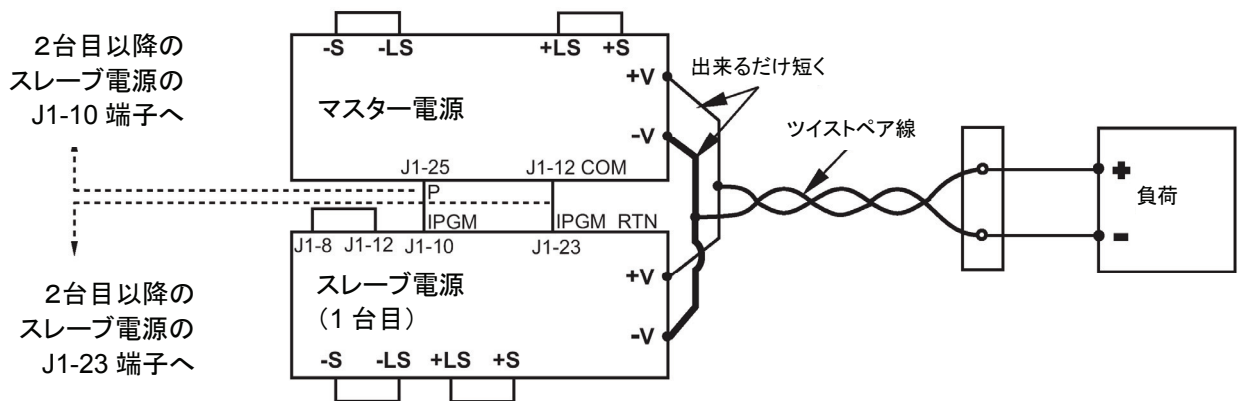 2台目以降の
スレーブ電源の
J1-10 端子へ
-S -LS +LS +S
マスター電源
+V
-V
J1-25 J1-12 COM
P
出来るだけ短く
ツイストペア線
+
負荷
-
IPGM IPGM RTN
J1-8 J1-12 J1-10 J1-23
スレーブ電源
(1 台目)
+V
-V
-S -LS +LS +S
2台目以降の
スレーブ電源の
J1-23 端子へ